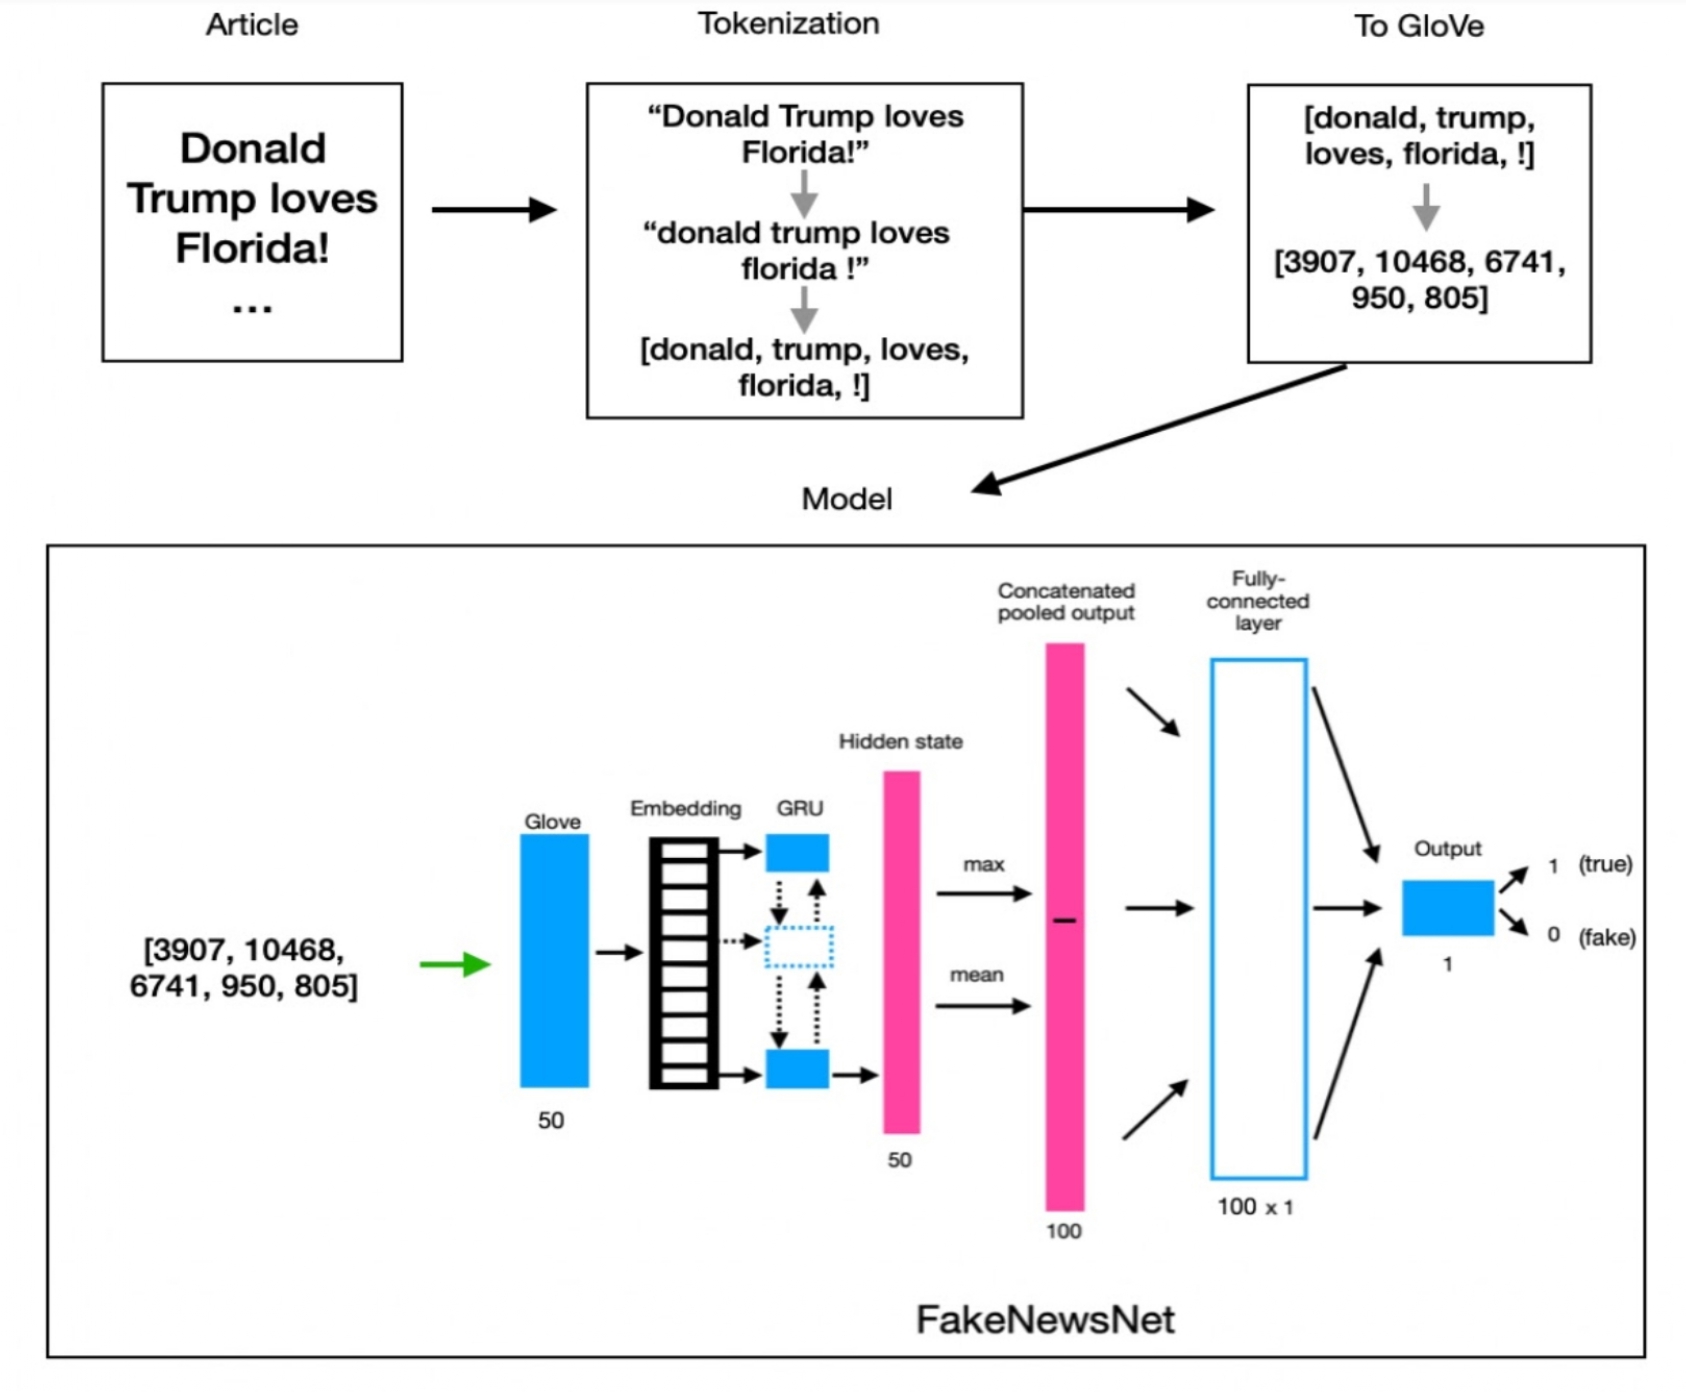 Article
Tokenization
To GloVe
Donald
Trump loves
Florida!
...
“Donald Trump loves
Florida!”
“donald trump loves
florida !”
[donald, trump, loves,
florida, !]
[donald, trump,
loves, florida, !]
[3907, 10468, 6741,
950, 805]
Model
[3907, 10468,
6741, 950, 805]
Glove
50
Embedding
GRU
Hidden state
50
max
mean
Concatenated
pooled output
100
Fully-
connected
layer
100 x 1
Output
1
1 (true)
0 (fake)
FakeNewsNet